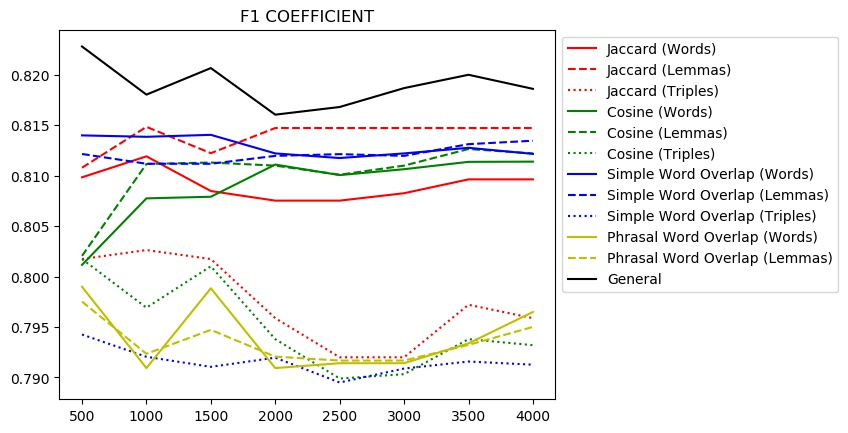 F1 COEFFICIENT
0.820
0.815
0.810
0.805
0.800
0.795
0.790
500 1000 1500 2000 2500 3000 3500 4000
Jaccard (Words)
Jaccard (Lemmas)
Jaccard (Triples)
Cosine (Words)
Cosine (Lemmas)
Cosine (Triples)
Simple Word Overlap (Words)
Simple Word Overlap (Lemmas)
Simple Word Overlap (Triples)
Phrasal Word Overlap (Words)
Phrasal Word Overlap (Lemmas)
General